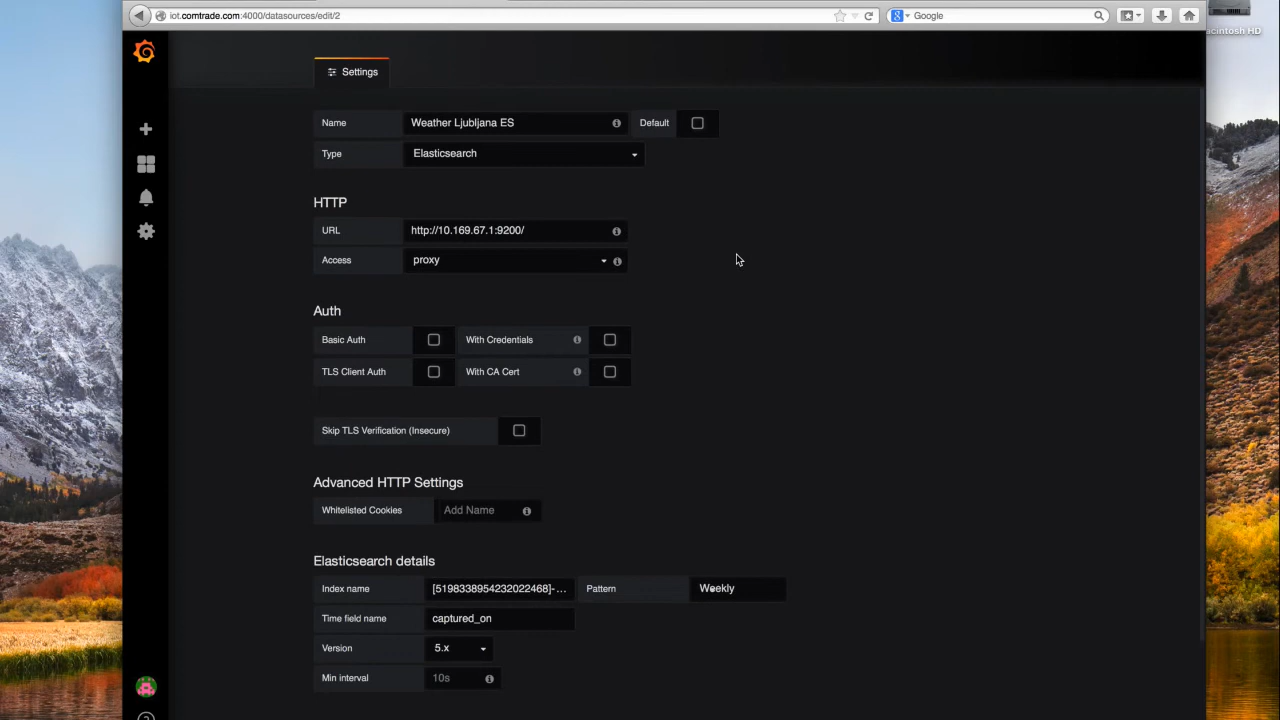 iot.comtrade.com:4000/datasources/edit/2
Google
acintosh HD
Settings
Name Weather Ljubljana ES Default
Type Elasticsearch
HTTP
URL http://10.169.67.1:9200/
Access proxy
Auth
Basic Auth With Credentials
TLS Client Auth With CA Cert
Skip TLS Verification (Insecure)
Advanced HTTP Settings
Whitelisted Cookies Add Name
Elasticsearch details
Index name [5198338954232022468]-... Pattern Weekly
Time field name captured_on
Version 5.x
Min interval 10s